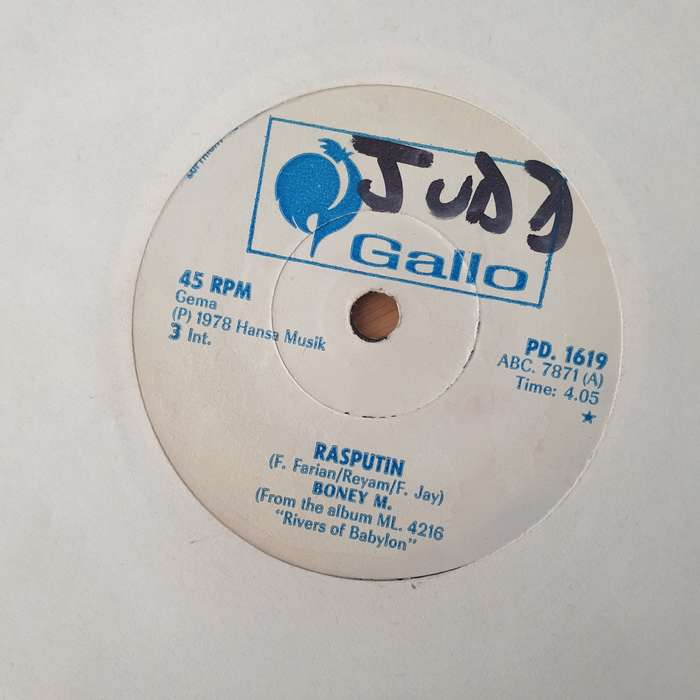 JUDD
Gallo
45 RPM
Gema
(P) 1978 Hansa Musik
3 Int.
PD. 1619
ABC. 7871 (A)
Time: 4.05
RASPUTIN
(F. Farian/Reyam/F. Jay)
BONEY M.
(From the album ML. 4216
"Rivers of Babylon"